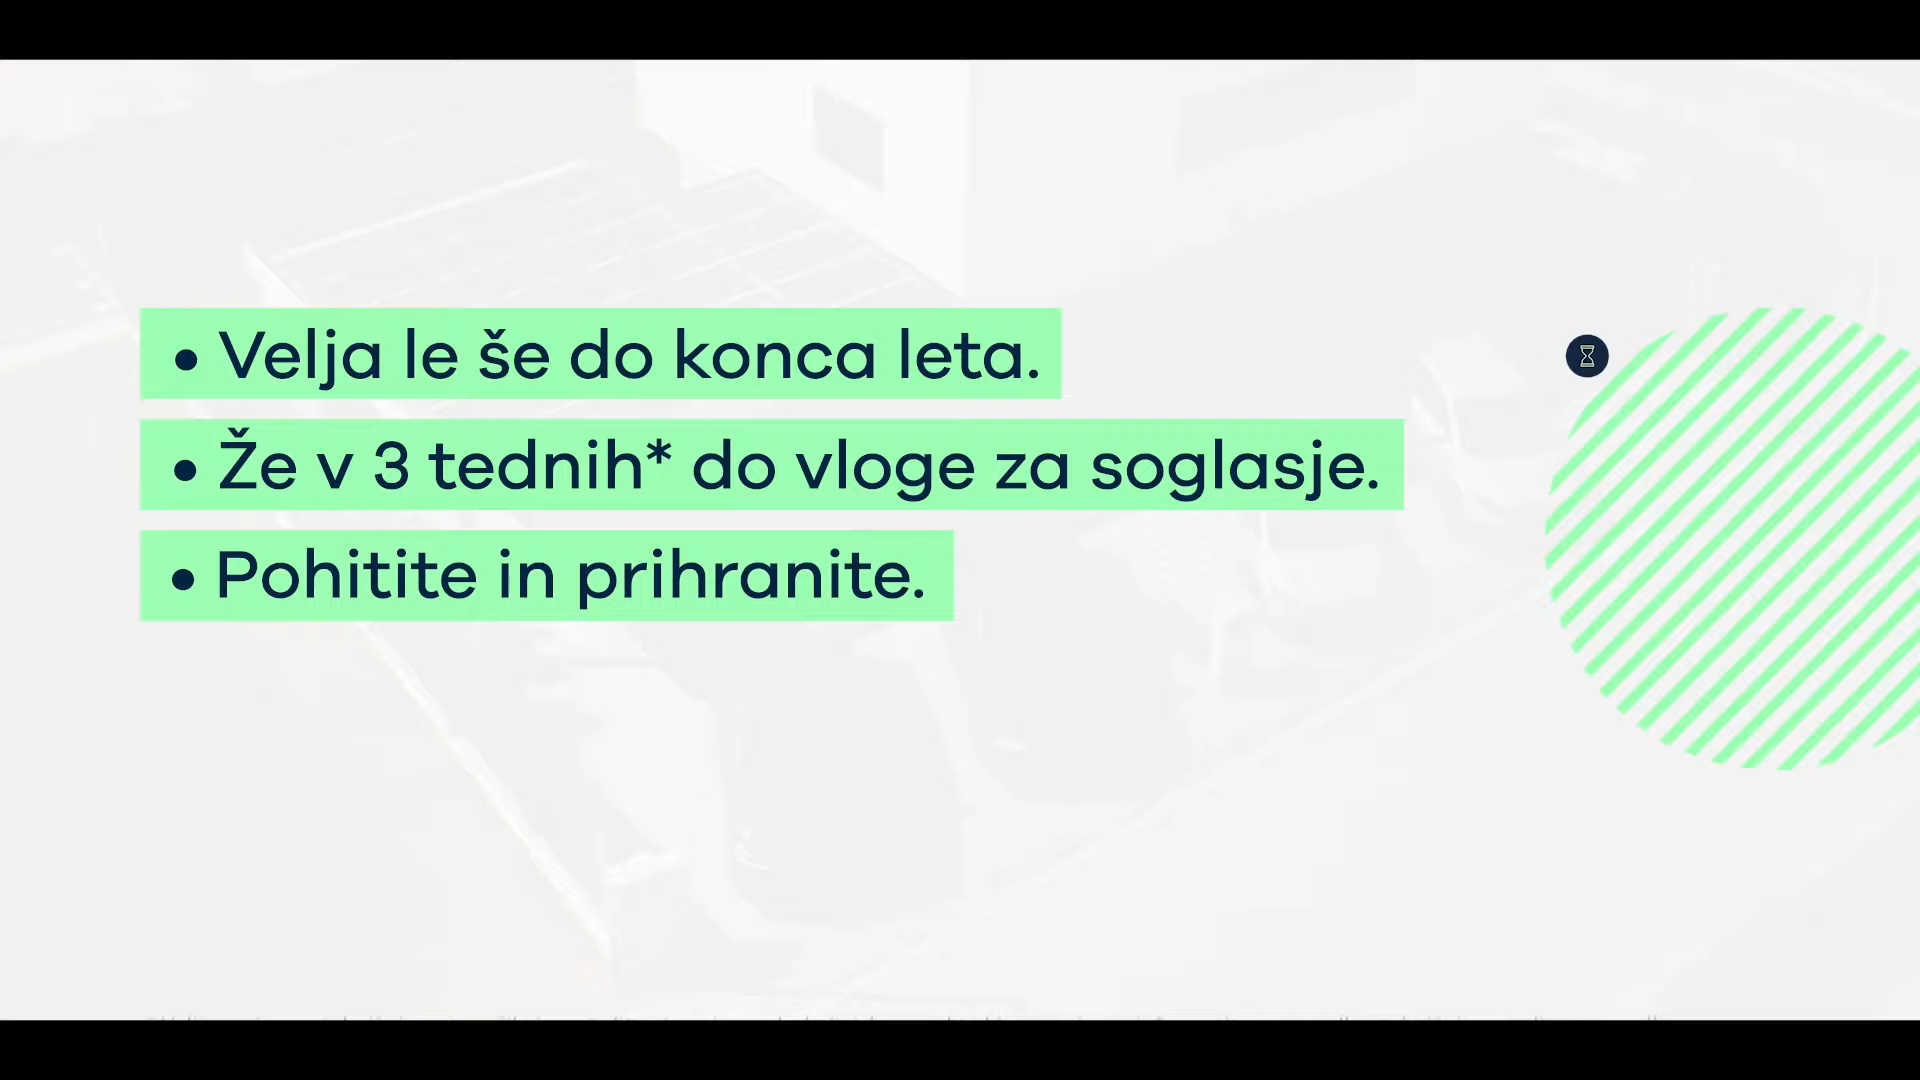 • Velja le še do konca leta.
• Že v 3 tednih* do vloge za soglasje.
• Pohitite in prihranite.